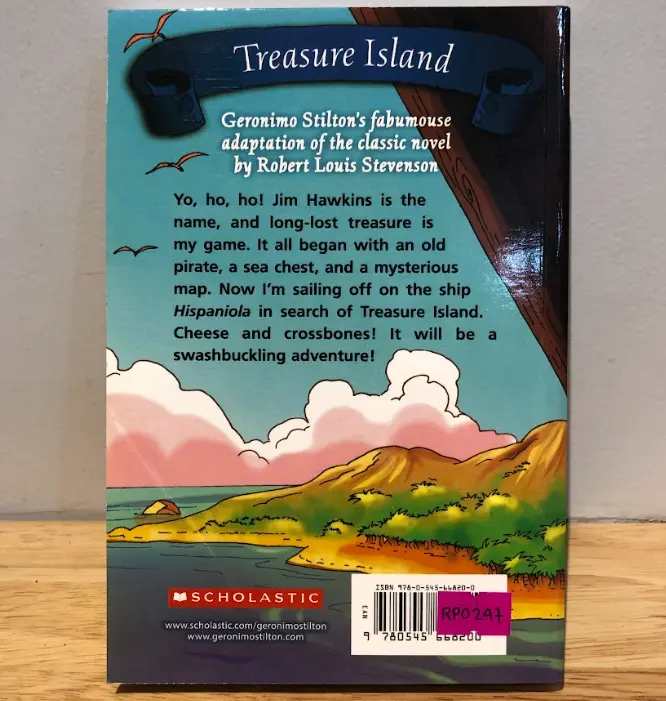 Treasure Island
Geronimo Stilton's fabumouse
adaptation of the classic novel
by Robert Louis Stevenson
Yo, ho, ho! Jim Hawkins is the
name, and long-lost treasure is
my game. It all began with an old
pirate, a sea chest, and a mysterious
map. Now I'm sailing off on the ship
Hispaniola in search of Treasure Island.
Cheese and crossbones! It will be a
swashbuckling adventure!
SCHOLASTIC
www.scholastic.com/geronimostilton
www.geronimostilton.com
ISBN 978-0-545-66820-0
EAN
RP0247
9 780545 668200